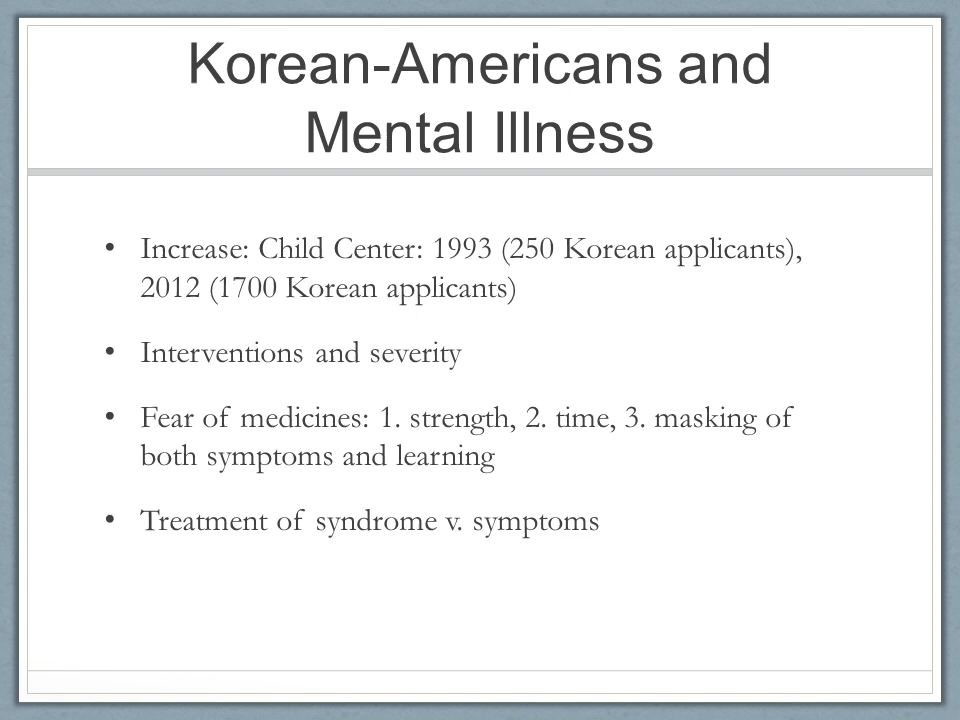 Korean-Americans and
Mental Illness
• Increase: Child Center: 1993 (250 Korean applicants),
2012 (1700 Korean applicants)
• Interventions and severity
• Fear of medicines: 1. strength, 2. time, 3. masking of
both symptoms and learning
• Treatment of syndrome v. symptoms